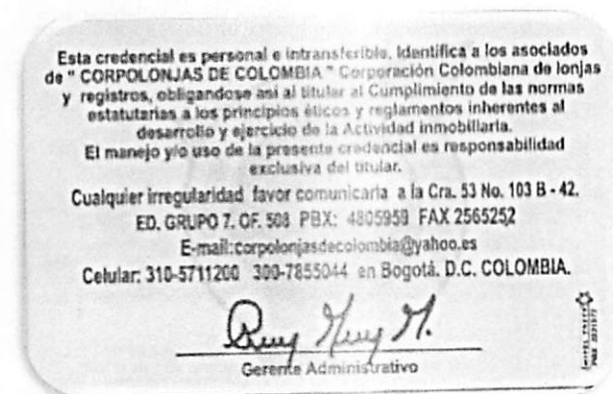 Esta credencial es personal e intransferible. Identifica a los asociados
de " CORPOLONJAS DE COLOMBIA " Corporación Colombiana de lonjas
y registros, obligandose asi al titular al Cumplimiento de las normas
estatutarias a los principios éticos y reglamentos inherentes al
desarrollo y ejercicio de la Actividad inmobiliaria.
El manejo y/o uso de la presente credencial es responsabilidad
exclusiva del titular.
Cualquier irregularidad favor comunicarla a la Cra. 53 No. 103 B - 42.
ED. GRUPO 7. OF. 508 PBX: 4805959 FAX 2565252
E-mail:corpolonjasdecolombia@yahoo.es
Celular: 310-5711200 300-7855044 en Bogotá. D.C. COLOMBIA.
Gerente Administrativo